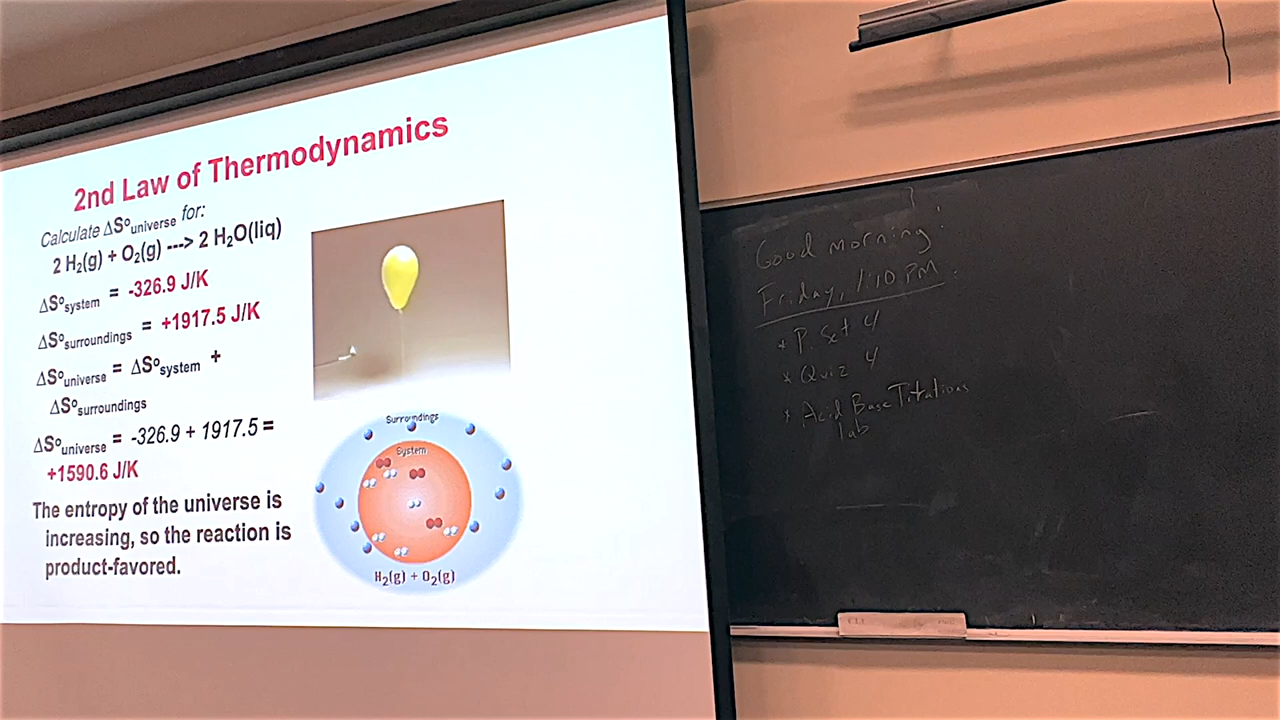 2nd Law of Thermodynamics
Calculate ΔS°universe for:
2 H₂(g) + O₂(g) ---> 2 H₂O(liq)
ΔS°system = -326.9 J/K
ΔS°surroundings = +1917.5 J/K
ΔS°universe = ΔS°system +
ΔS°surroundings
ΔS°universe = -326.9 + 1917.5 =
+1590.6 J/K
The entropy of the universe is
increasing, so the reaction is
product-favored.
Surroundings
System
H₂(g) + O₂(g)
Good morning!
Friday, 1:10 PM.
* P. Set 4
* Quiz 4
* Acid Base Titrations
lab